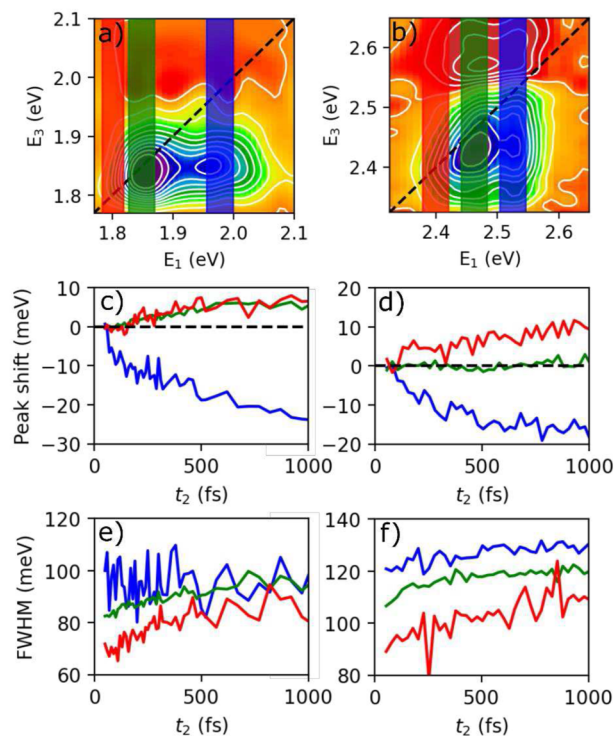 a)
2.1
2.0
1.9
1.8
E3 (eV)
1.8 1.9 2.0 2.1
E1 (eV)
b)
2.6
2.5
2.4
E3 (eV)
2.4 2.5 2.6
E1 (eV)
c)
10
0
−10
−20
−30
Peak shift (meV)
0 500 1000
t2 (fs)
d)
20
10
0
−10
−20
0 500 1000
t2 (fs)
e)
120
100
80
60
FWHM (meV)
0 500 1000
t2 (fs)
f)
140
120
100
80
0 500 1000
t2 (fs)